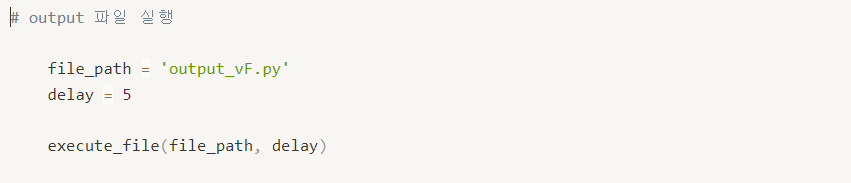 # output 파일 실행
file_path = 'output_vF.py'
delay = 5
execute_file(file_path, delay)